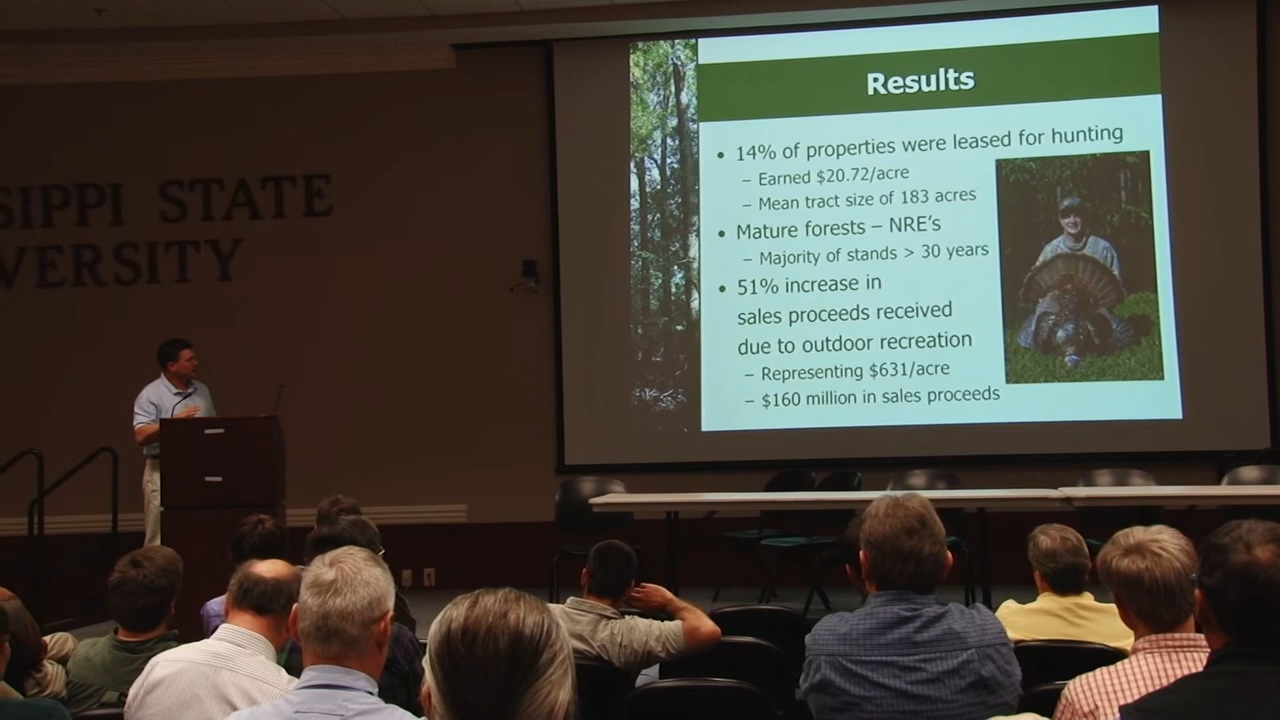 SIPPI STATE
VERSITY
Results
• 14% of properties were leased for hunting
– Earned $20.72/acre
– Mean tract size of 183 acres
• Mature forests – NRE's
– Majority of stands > 30 years
• 51% increase in
sales proceeds received
due to outdoor recreation
– Representing $631/acre
– $160 million in sales proceeds